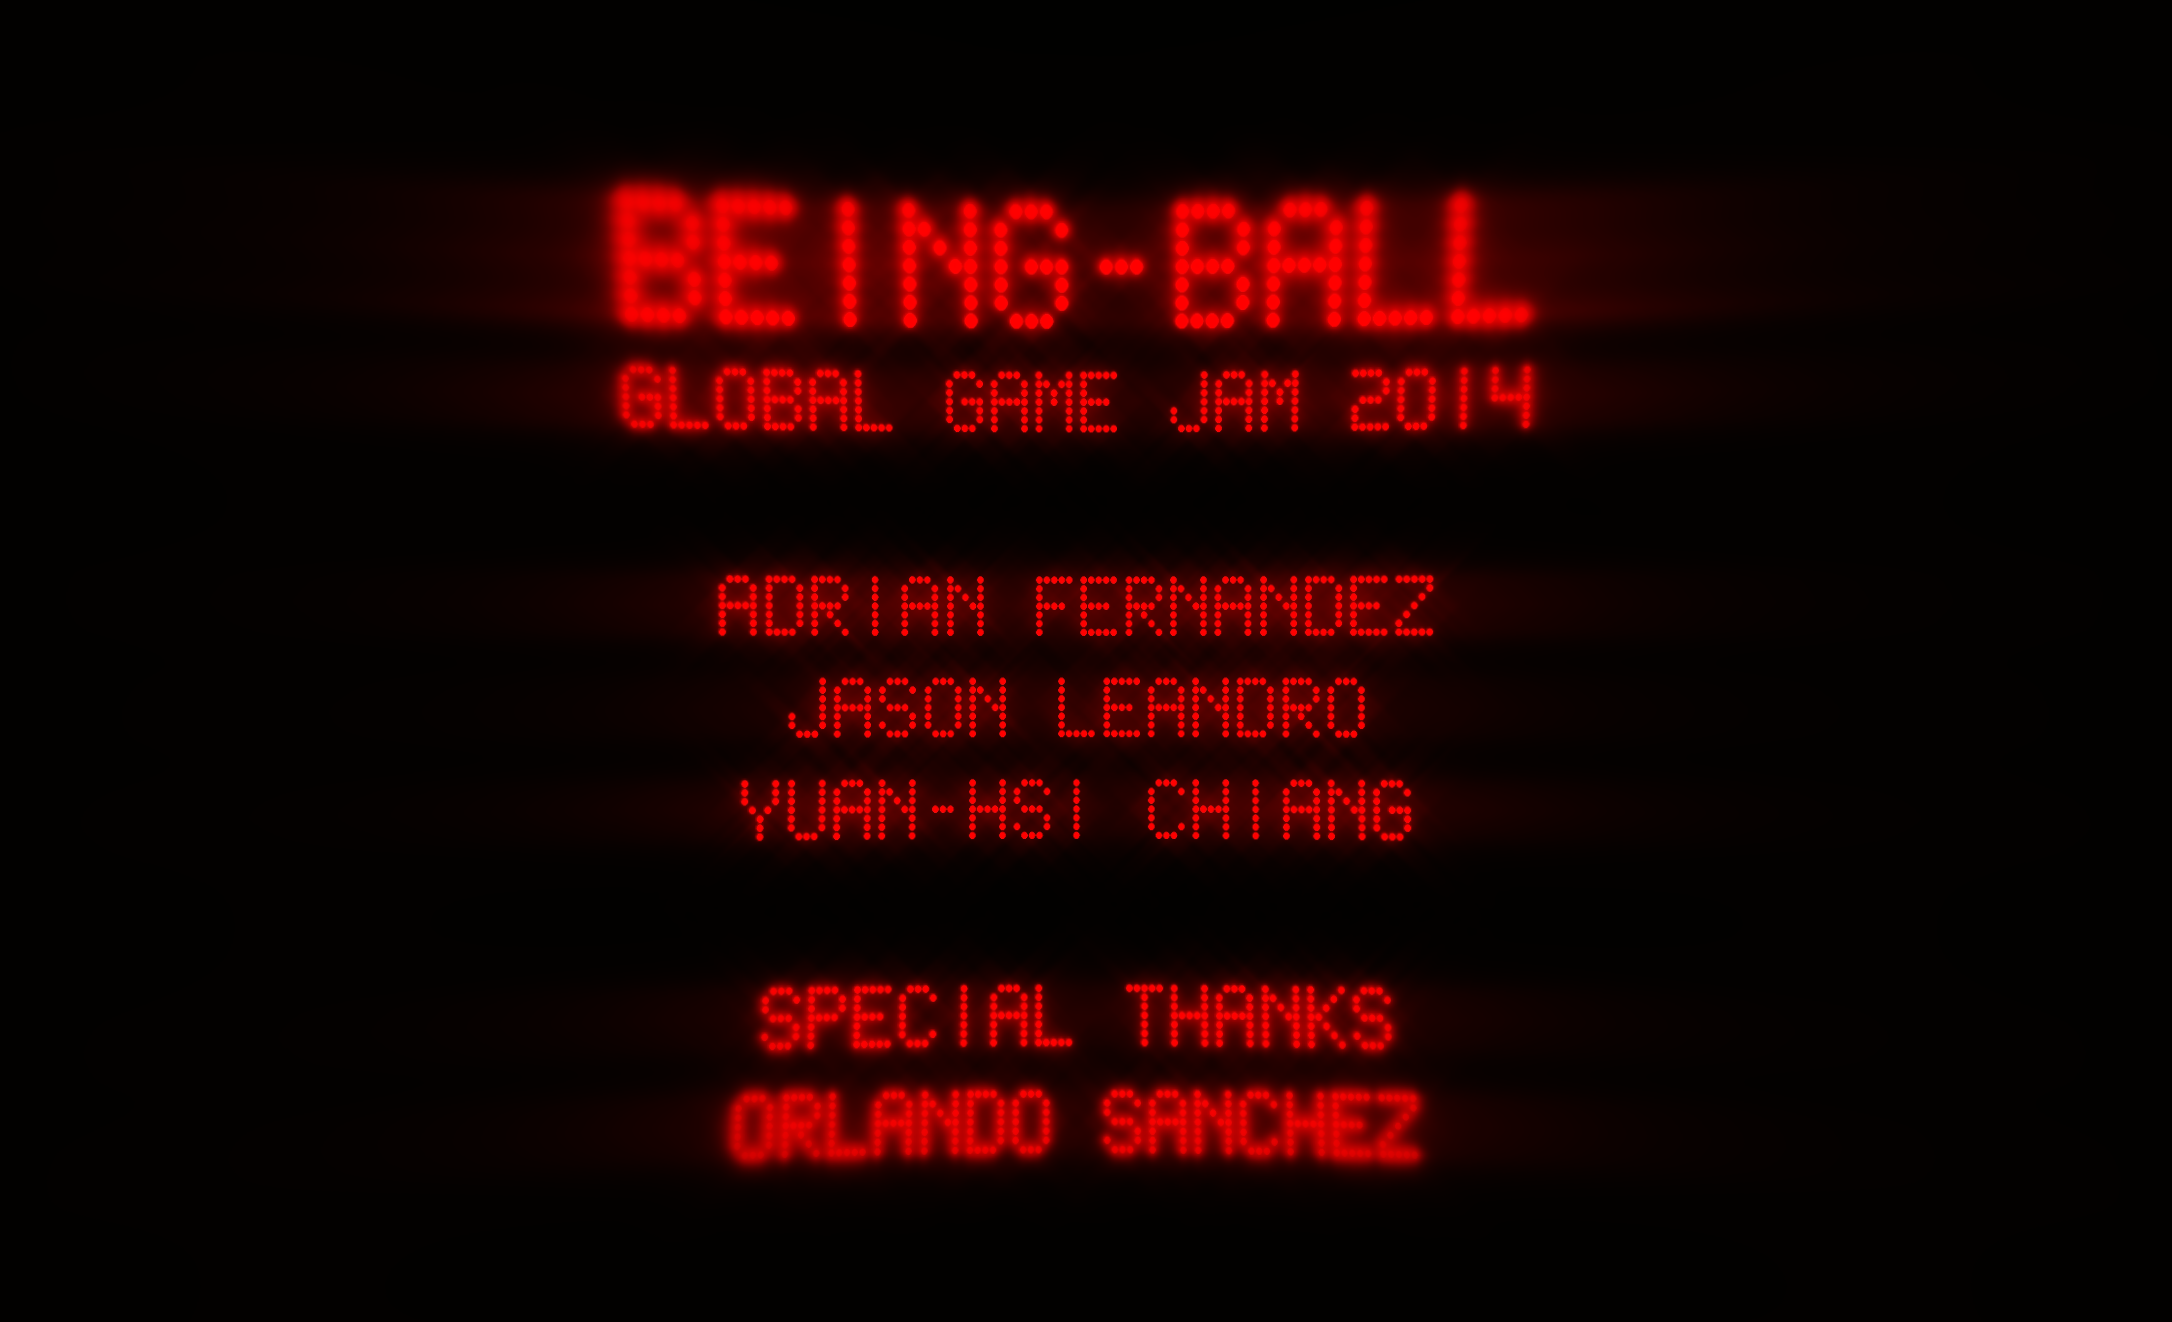 BEING-BALL
GLOBAL GAME JAM 2014
ADRIAN FERNANDEZ
JASON LEANDRO
YUAN-HSI CHIANG
SPECIAL THANKS
ORLANDO SANCHEZ